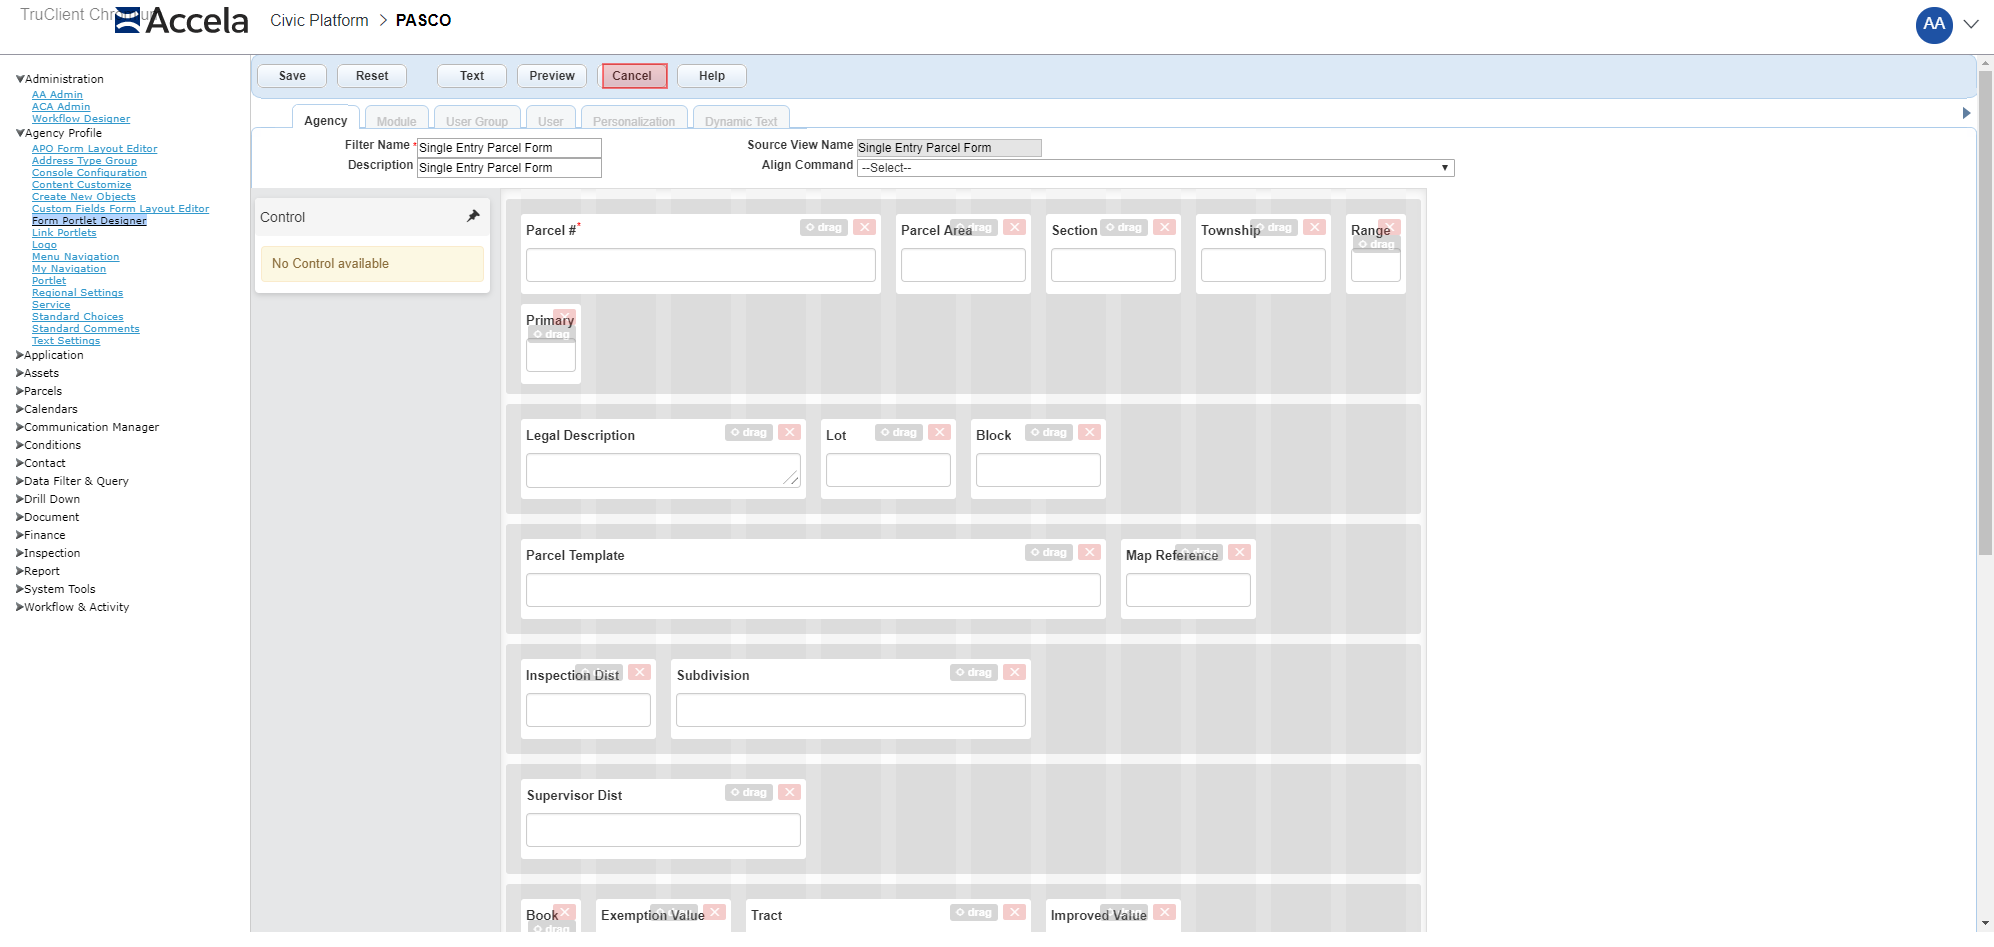 TruClient Chromium
Accela
Civic Platform > PASCO
AA
Administration
AA Admin
ACA Admin
Workflow Designer
Agency Profile
APO Form Layout Editor
Address Type Group
Console Configuration
Content Customize
Create New Objects
Custom Fields Form Layout Editor
Form Portlet Designer
Link Portlets
Logo
Menu Navigation
My Navigation
Portlet
Regional Settings
Service
Standard Choices
Standard Comments
Text Settings
Application
Assets
Parcels
Calendars
Communication Manager
Conditions
Contact
Data Filter & Query
Drill Down
Document
Finance
Inspection
Report
System Tools
Workflow & Activity
Save Reset Text Preview Cancel Help
Agency Module User Group User Personalization Dynamic Text
Filter Name * Single Entry Parcel Form Source View Name Single Entry Parcel Form
Description Single Entry Parcel Form Align Command --Select--
Control
No Control available
Parcel #* drag Parcel Area drag Section drag Township drag Range drag
Primary drag
Legal Description drag Lot drag Block drag
Parcel Template drag Map Reference drag
Inspection Dist drag Subdivision drag
Supervisor Dist drag
Book drag Exemption Value drag Tract drag Improved Value drag